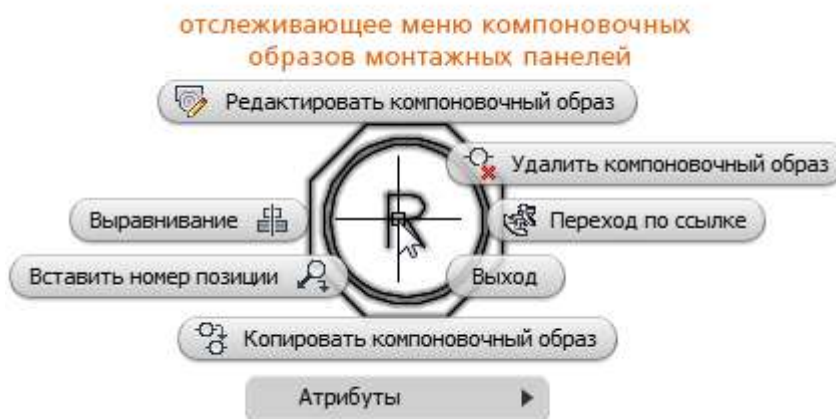 отслеживающее меню компоновочных
образов монтажных панелей
Редактировать компоновочный образ
Удалить компоновочный образ
Выравнивание
R
Переход по ссылке
Вставить номер позиции
Выход
Копировать компоновочный образ
Атрибуты